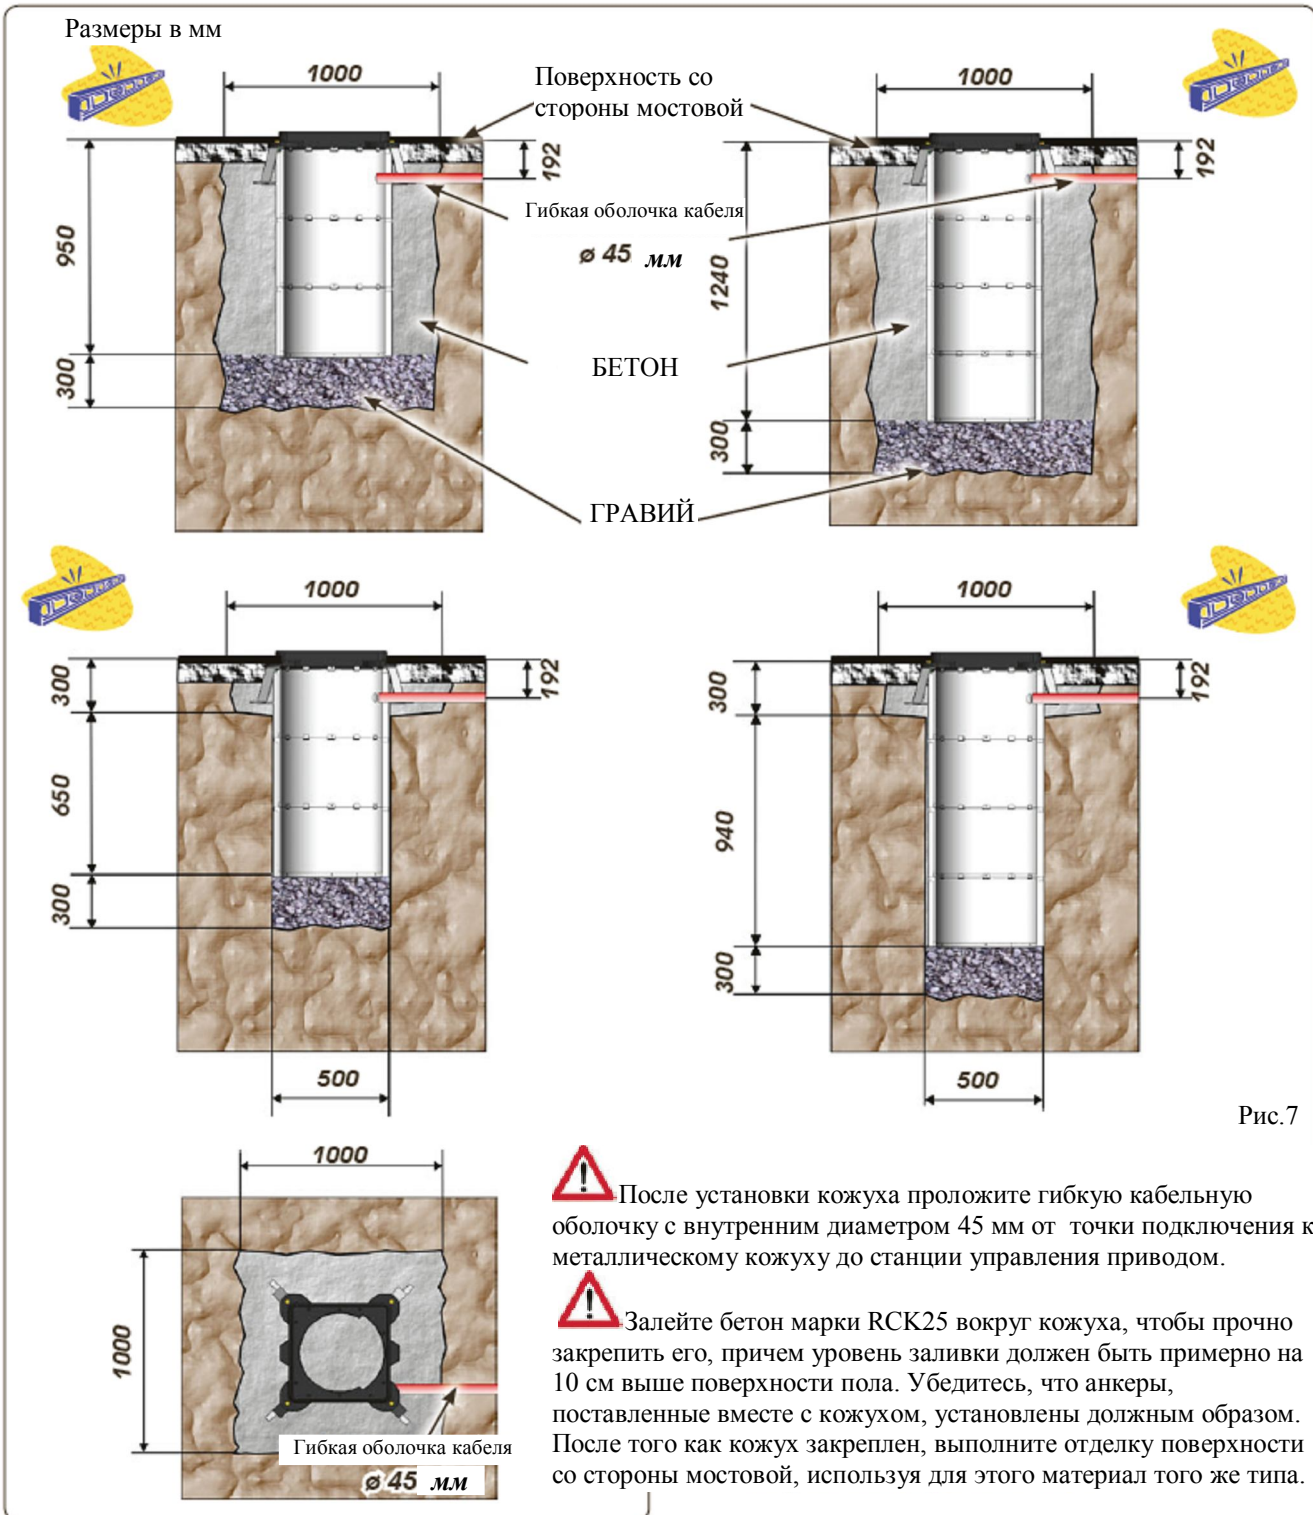 Размеры в мм
1000
Поверхность со
стороны мостовой
1000
192
192
950
Гибкая оболочка кабеля
ø 45 мм
1240
300
БЕТОН
300
ГРАВИЙ
1000
1000
300
192
300
192
650
940
300
300
500
500
Рис.7
1000
1000
Гибкая оболочка кабеля
ø 45 мм
После установки кожуха проложите гибкую кабельную
оболочку с внутренним диаметром 45 мм от точки подключения к
металлическому кожуху до станции управления приводом.
Залейте бетон марки RCK25 вокруг кожуха, чтобы прочно
закрепить его, причем уровень заливки должен быть примерно на
10 см выше поверхности пола. Убедитесь, что анкеры,
поставленные вместе с кожухом, установлены должным образом.
После того как кожух закреплен, выполните отделку поверхности
со стороны мостовой, используя для этого материал того же типа.